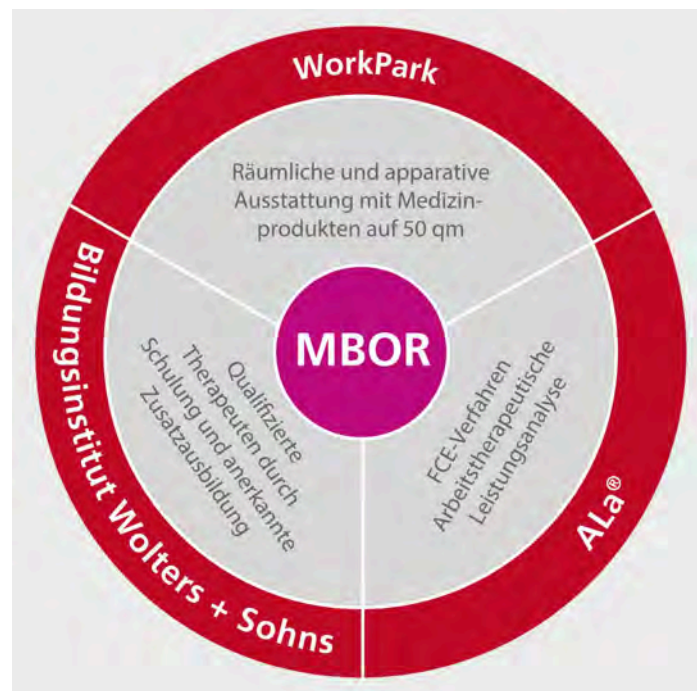 WorkPark
Räumliche und apparative
Ausstattung mit Medizin-
produkten auf 50 qm
MBOR
Bildungsinstitut Wolters + Sohns
Qualifizierte
Therapeuten durch
Schulung und anerkannte
Zusatzausbildung
FCE-Verfahren
Arbeitstherapeutische
Leistungsanalyse
ALa®